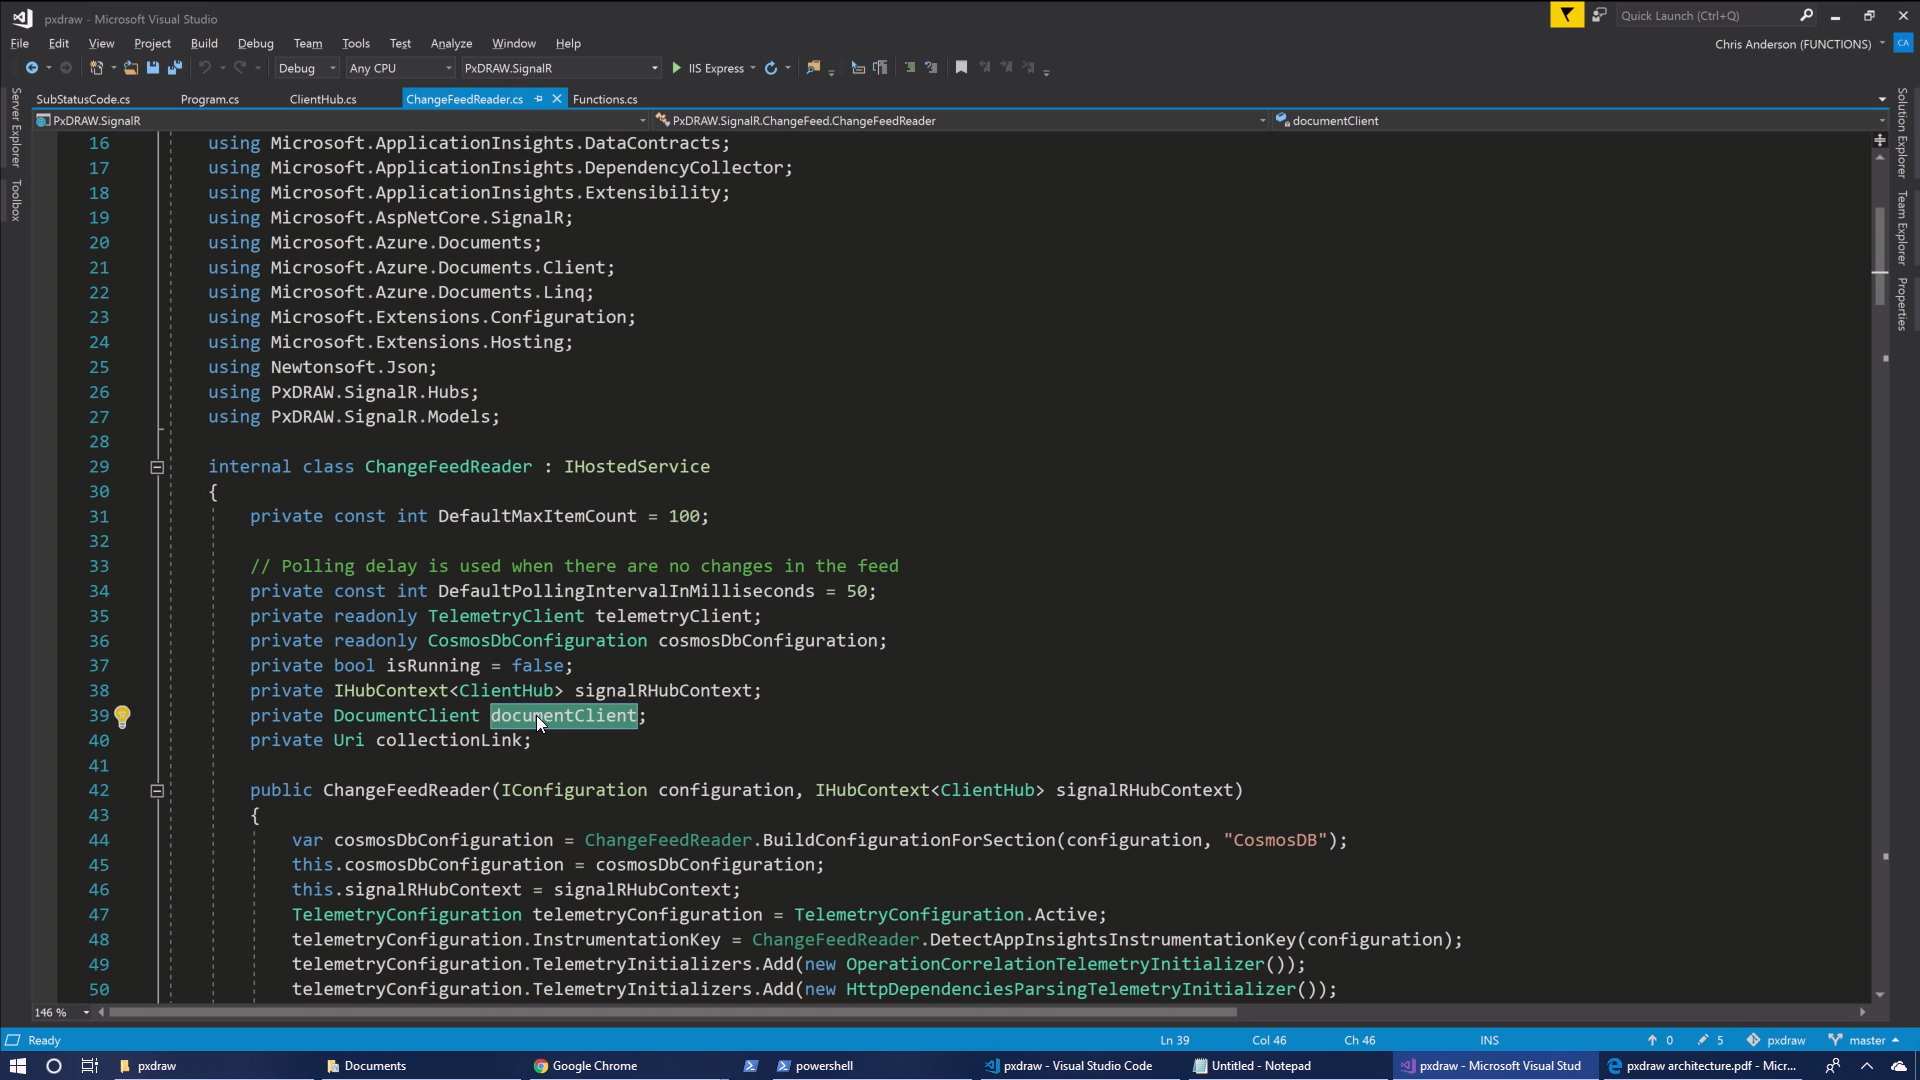 pxdraw - Microsoft Visual Studio
Quick Launch (Ctrl+Q)
File Edit View Project Build Debug Team Tools Test Analyze Window Help
Chris Anderson (FUNCTIONS) CA
Debug Any CPU PxDRAW.SignalR IIS Express
SubStatusCode.cs Program.cs ClientHub.cs ChangeFeedReader.cs Functions.cs
PxDRAW.SignalR PxDRAW.SignalR.ChangeFeed.ChangeFeedReader documentClient
Server Explorer
Toolbox
Solution Explorer
Team Explorer
Properties
16 using Microsoft.ApplicationInsights.DataContracts;
17 using Microsoft.ApplicationInsights.DependencyCollector;
18 using Microsoft.ApplicationInsights.Extensibility;
19 using Microsoft.AspNetCore.SignalR;
20 using Microsoft.Azure.Documents;
21 using Microsoft.Azure.Documents.Client;
22 using Microsoft.Azure.Documents.Linq;
23 using Microsoft.Extensions.Configuration;
24 using Microsoft.Extensions.Hosting;
25 using Newtonsoft.Json;
26 using PxDRAW.SignalR.Hubs;
27 using PxDRAW.SignalR.Models;
28
29 internal class ChangeFeedReader : IHostedService
30 {
31 private const int DefaultMaxItemCount = 100;
32
33 // Polling delay is used when there are no changes in the feed
34 private const int DefaultPollingIntervalInMilliseconds = 50;
35 private readonly TelemetryClient telemetryClient;
36 private readonly CosmosDbConfiguration cosmosDbConfiguration;
37 private bool isRunning = false;
38 private IHubContext<ClientHub> signalRHubContext;
39 private DocumentClient documentClient;
40 private Uri collectionLink;
41
42 public ChangeFeedReader(IConfiguration configuration, IHubContext<ClientHub> signalRHubContext)
43 {
44 var cosmosDbConfiguration = ChangeFeedReader.BuildConfigurationForSection(configuration, "CosmosDB");
45 this.cosmosDbConfiguration = cosmosDbConfiguration;
46 this.signalRHubContext = signalRHubContext;
47 TelemetryConfiguration telemetryConfiguration = TelemetryConfiguration.Active;
48 telemetryConfiguration.InstrumentationKey = ChangeFeedReader.DetectAppInsightsInstrumentationKey(configuration);
49 telemetryConfiguration.TelemetryInitializers.Add(new OperationCorrelationTelemetryInitializer());
50 telemetryConfiguration.TelemetryInitializers.Add(new HttpDependenciesParsingTelemetryInitializer());
146 %
Ready Ln 39 Col 46 Ch 46 INS 0 5 pxdraw master
pxdraw Documents Google Chrome powershell pxdraw - Visual Studio Code Untitled - Notepad pxdraw - Microsoft Visual Stud pxdraw architecture.pdf - Micr...